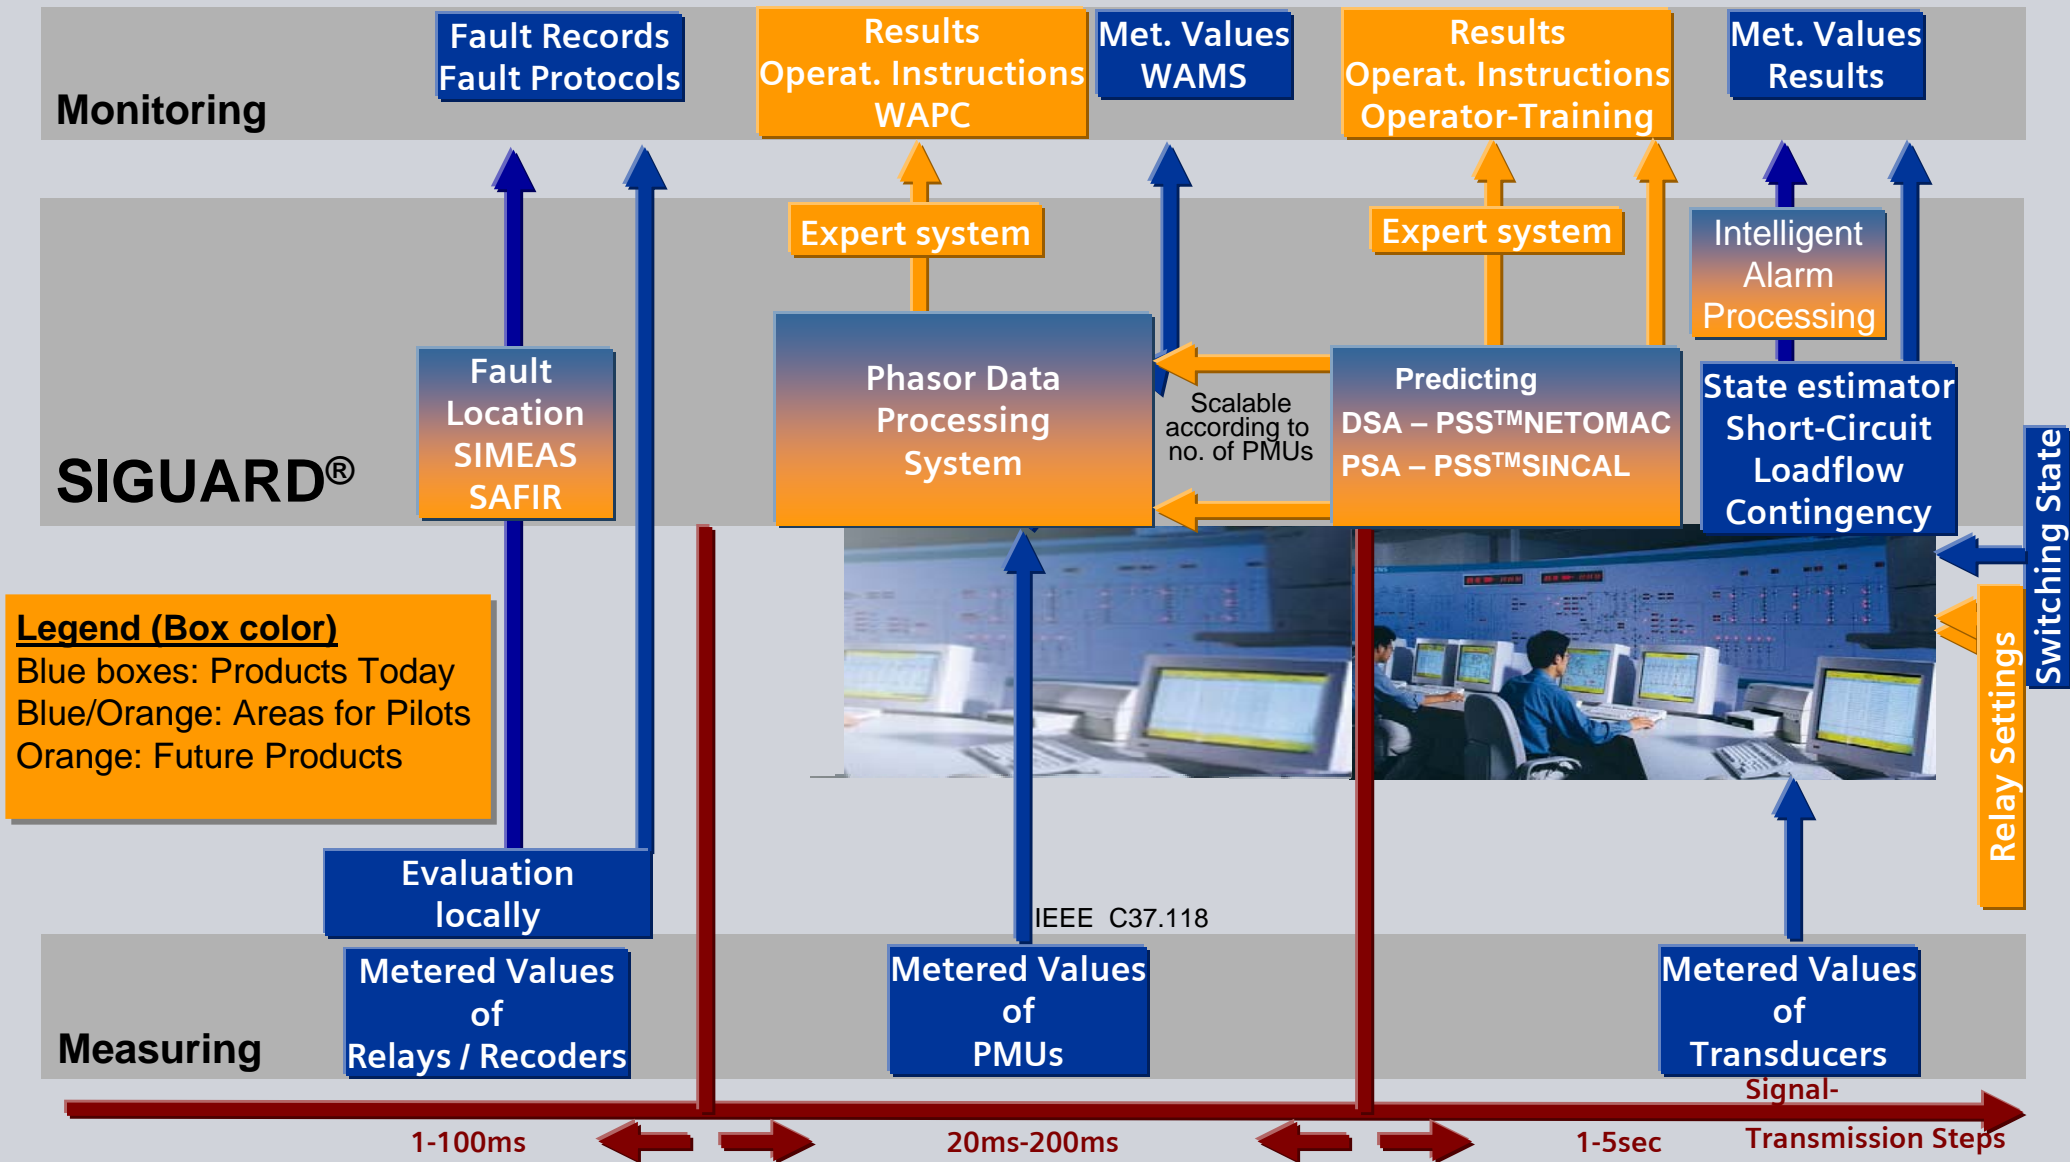 Fault Records
Fault Protocols
Results
Operat. Instructions
WAPC
Met. Values
WAMS
Results
Operat. Instructions
Operator-Training
Met. Values
Results
Monitoring
Expert system
Expert system
Intelligent
Alarm
Processing
SIGUARD®
Fault
Location
SIMEAS
SAFIR
Phasor Data
Processing
System
Scalable
according to
no. of PMUs
Predicting
DSA – PSS™NETOMAC
PSA – PSS™SINCAL
State estimator
Short-Circuit
Loadflow
Contingency
Switching State
Relay Settings
Legend (Box color)
Blue boxes: Products Today
Blue/Orange: Areas for Pilots
Orange: Future Products
Evaluation
locally
IEEE C37.118
Measuring
Metered Values
of
Relays / Recoders
Metered Values
of
PMUs
Metered Values
of
Transducers
Signal-
Transmission Steps
1-100ms
20ms-200ms
1-5sec